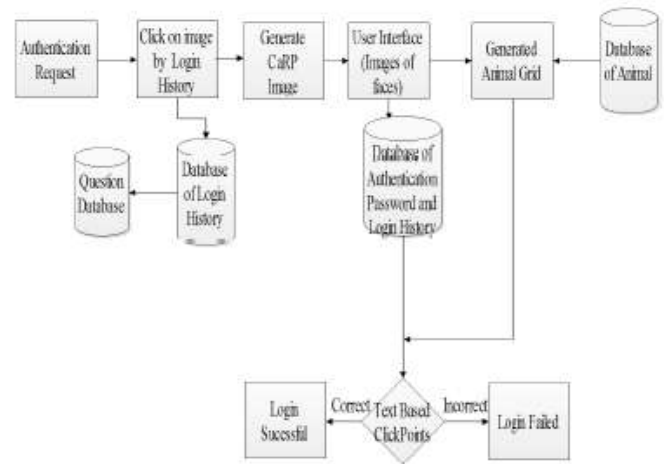 Authentication
Request
Click on image
by Login
History
Generate
CaRP
Image
User Interface
(Images of
faces)
Generated
Animal Grid
Database
of Animal
Question
Database
Database
of Login
History
Database of
Authentication
Password and
Login History
Login
Sucessful
Correct
Text Based
ClickPoints
Incorrect
Login Failed